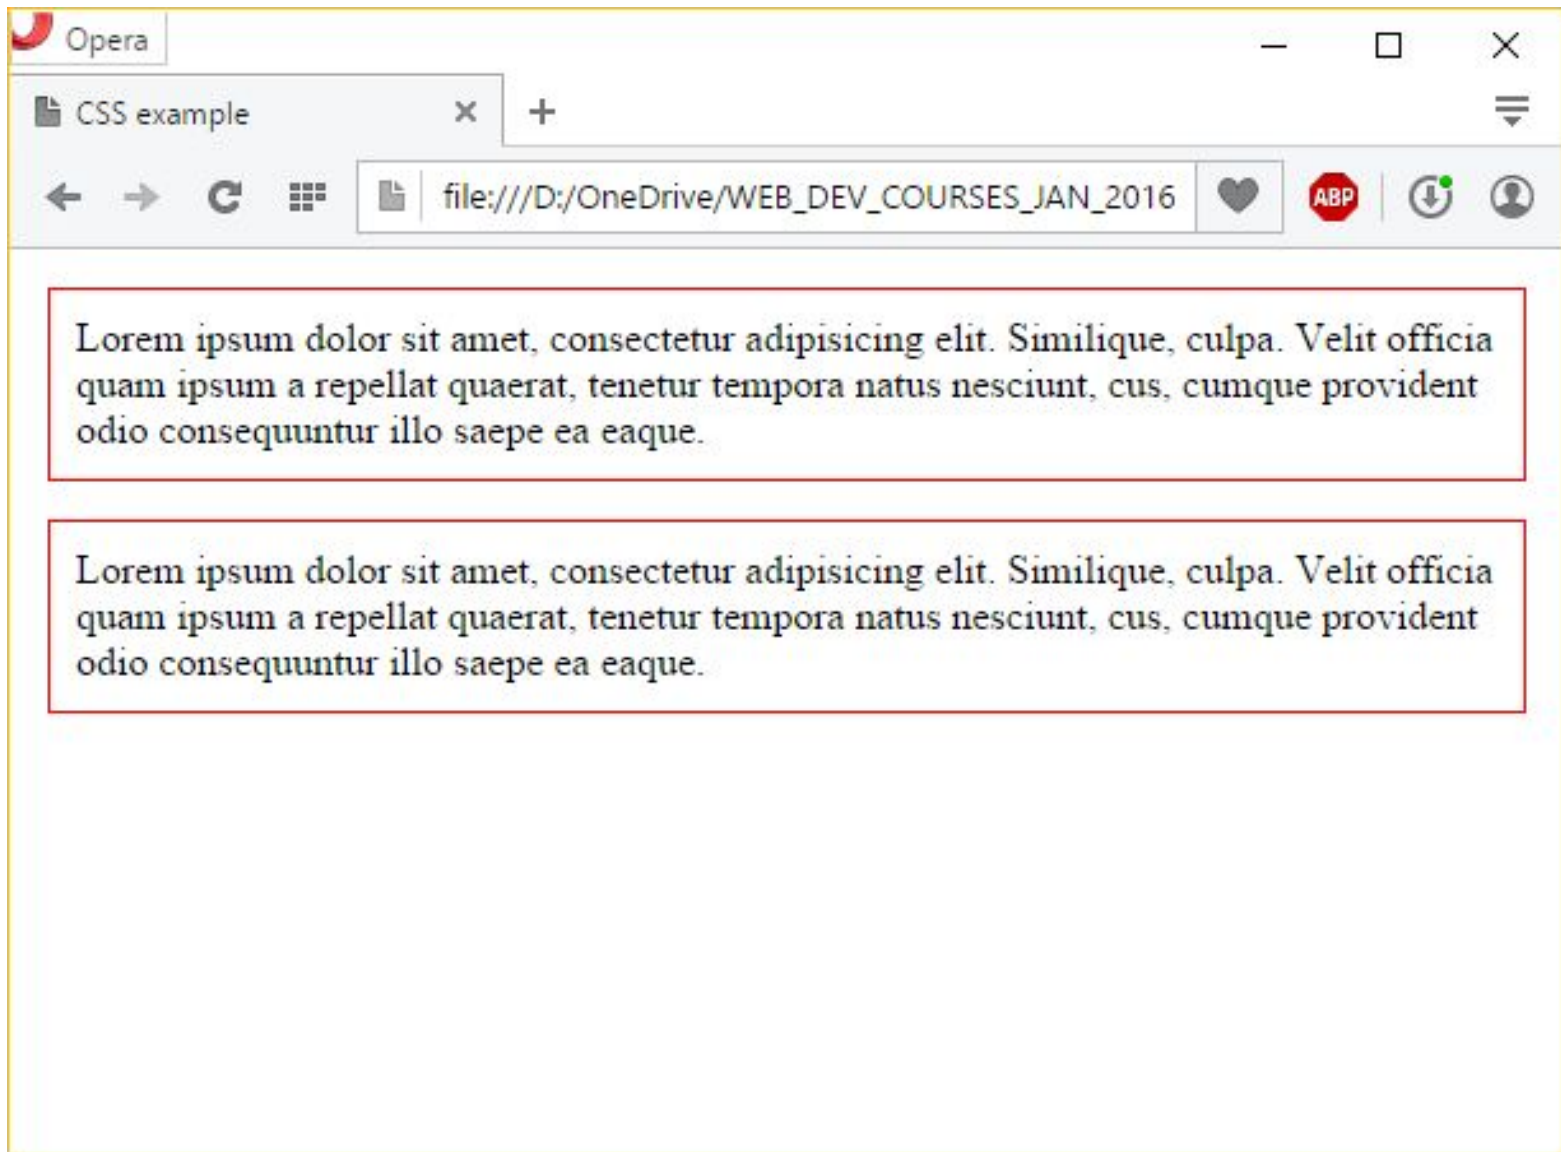 Opera
CSS example
file:///D:/OneDrive/WEB_DEV_COURSES_JAN_2016
ABP
Lorem ipsum dolor sit amet, consectetur adipisicing elit. Similique, culpa. Velit officia
quam ipsum a repellat quaerat, tenetur tempora natus nesciunt, cus, cumque provident
odio consequuntur illo saepe ea eaque.
Lorem ipsum dolor sit amet, consectetur adipisicing elit. Similique, culpa. Velit officia
quam ipsum a repellat quaerat, tenetur tempora natus nesciunt, cus, cumque provident
odio consequuntur illo saepe ea eaque.